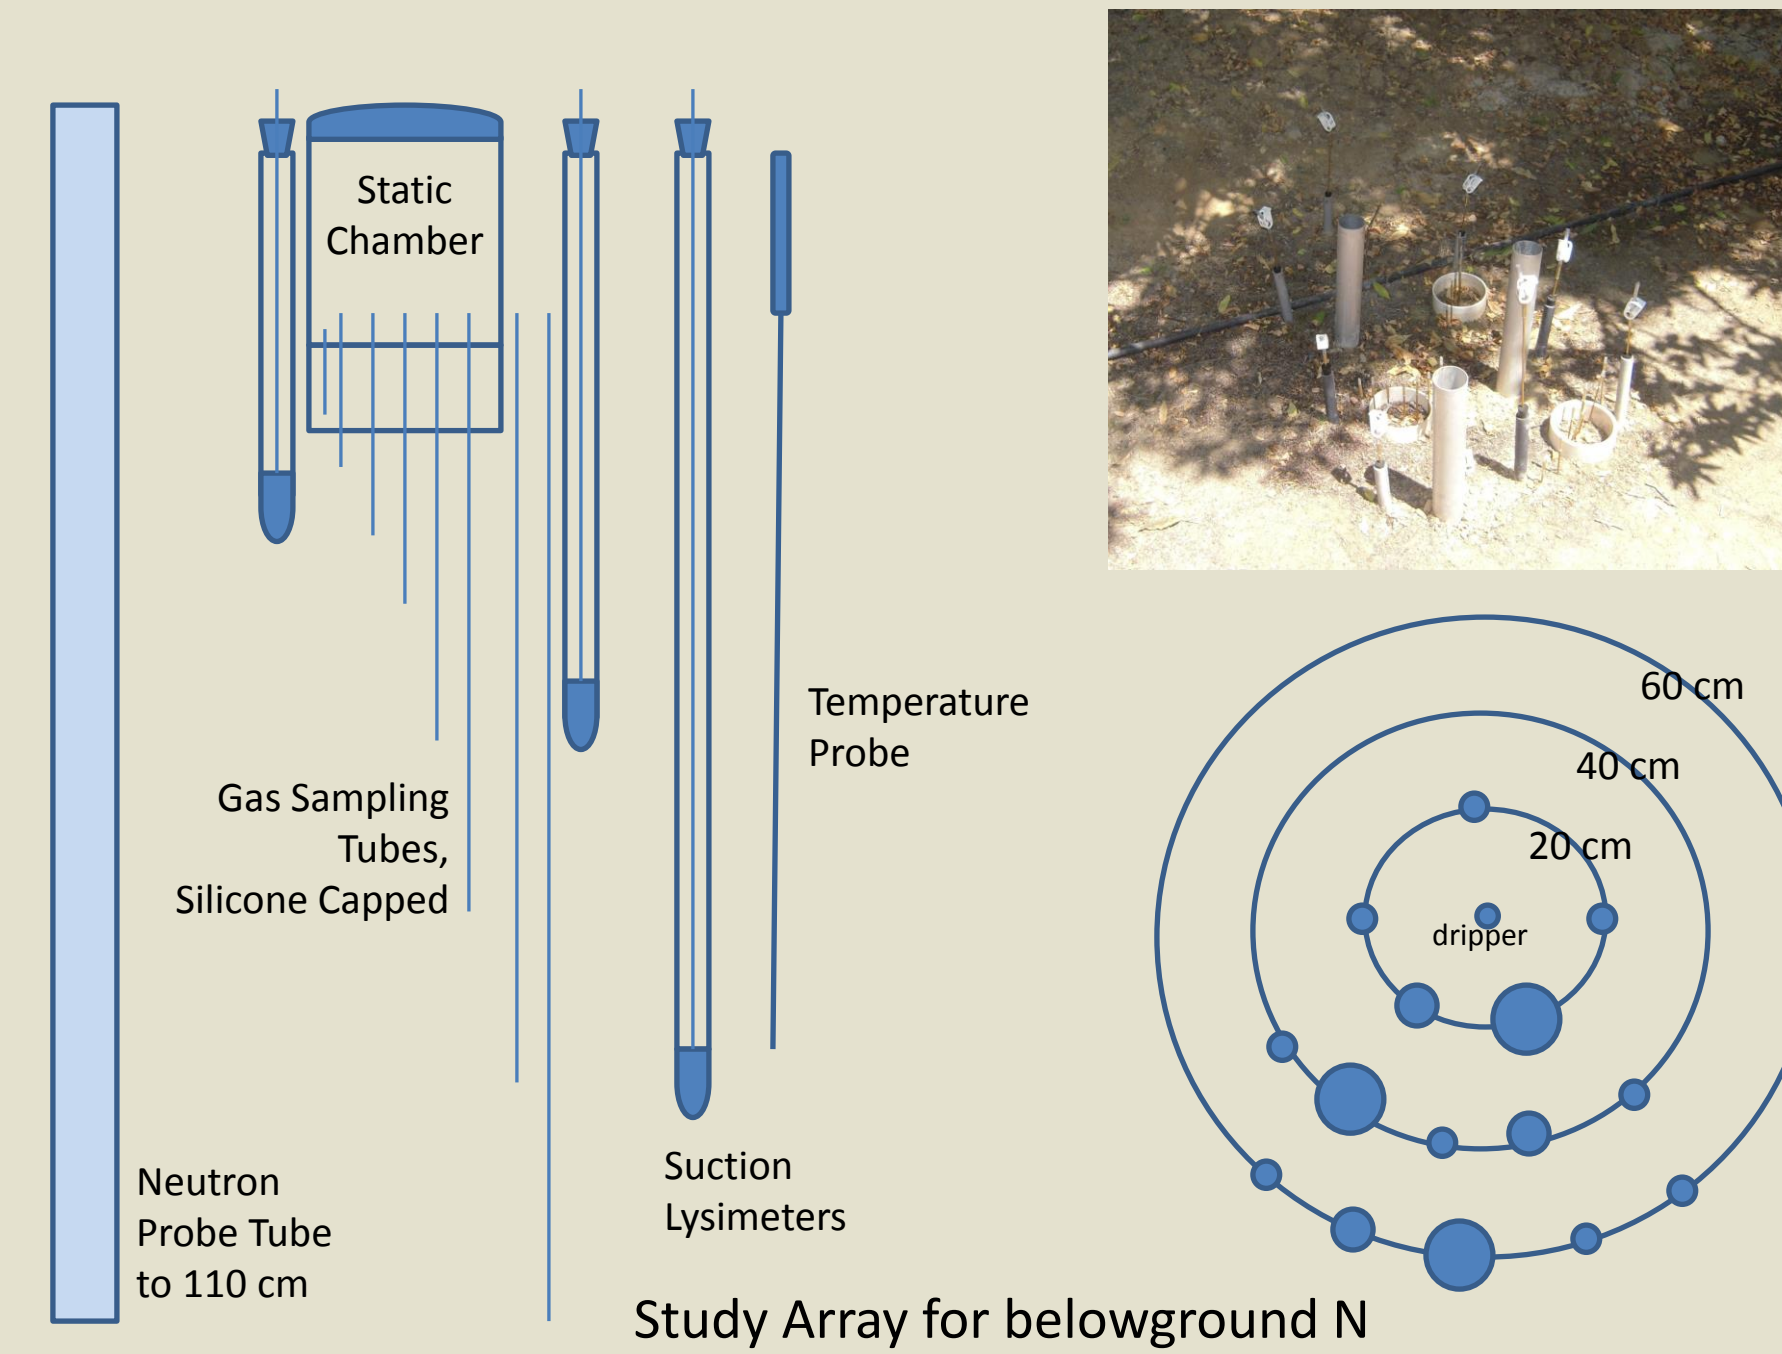 Static
Chamber
Temperature
Probe
Gas Sampling
Tubes,
Silicone Capped
Neutron
Probe Tube
to 110 cm
Suction
Lysimeters
60 cm
40 cm
20 cm
dripper
Study Array for belowground N